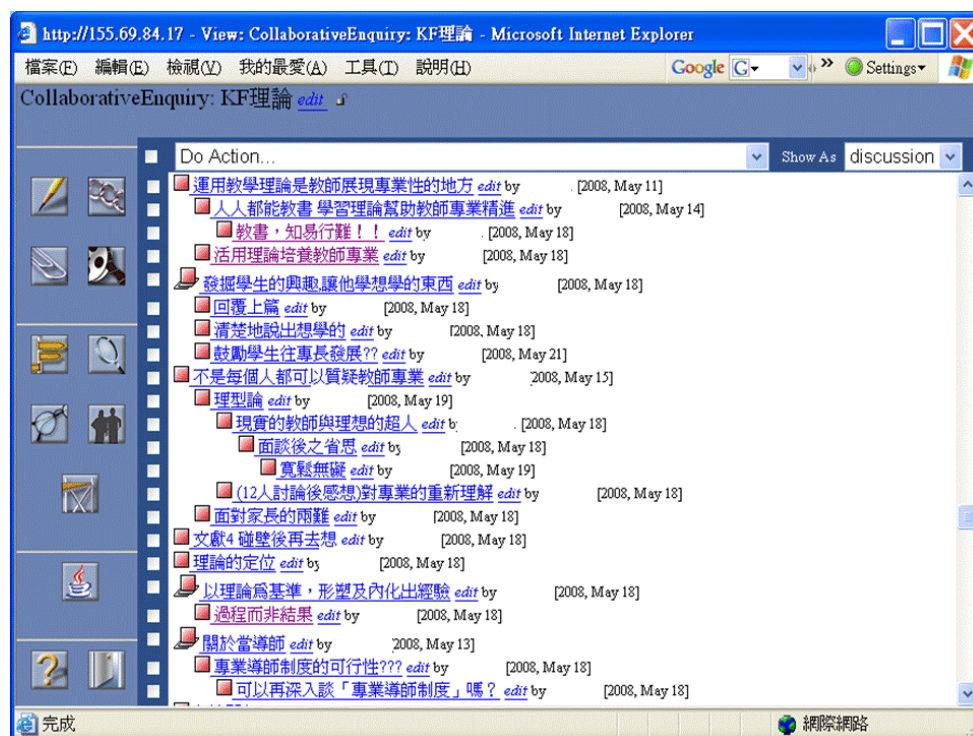 http://155.69.84.17 - View: CollaborativeEnquiry: KF理論 - Microsoft Internet Explorer
檔案(F) 編輯(E) 檢視(V) 我的最愛(A) 工具(T) 說明(H) Google G Settings
CollaborativeEnquiry: KF理論 edit
Do Action... Show As discussion
運用教學理論是教師展現專業性的地方 edit by . [2008, May 11]
人人都能教書 學習理論幫助教師專業精進 edit by [2008, May 14]
教書，知易行難！！ edit by . [2008, May 18]
活用理論培養教師專業 edit by [2008, May 18]
發掘學生的興趣,讓他學想學的東西 edit by [2008, May 18]
回覆上篇 edit by [2008, May 18]
清楚地說出想學的 edit by [2008, May 18]
鼓勵學生往專長發展?? edit by [2008, May 21]
不是每個人都可以質疑教師專業 edit by 2008, May 15]
理型論 edit by [2008, May 19]
現實的教師與理想的超人 edit b . [2008, May 18]
面談後之省思 edit by [2008, May 18]
寬鬆無礙 edit by [2008, May 19]
(12人討論後感想)對專業的重新理解 edit by [2008, May 18]
面對家長的兩難 edit by [2008, May 18]
文獻4 碰壁後再去想 edit by [2008, May 18]
理論的定位 edit by [2008, May 18]
以理論為基準，形塑及內化出經驗 edit by [2008, May 18]
過程而非結果 edit by [2008, May 18]
關於當導師 edit by 2008, May 13]
專業導師制度的可行性??? edit by [2008, May 18]
可以再深入談「專業導師制度」嗎？ edit by [2008, May 18]
完成 網際網路